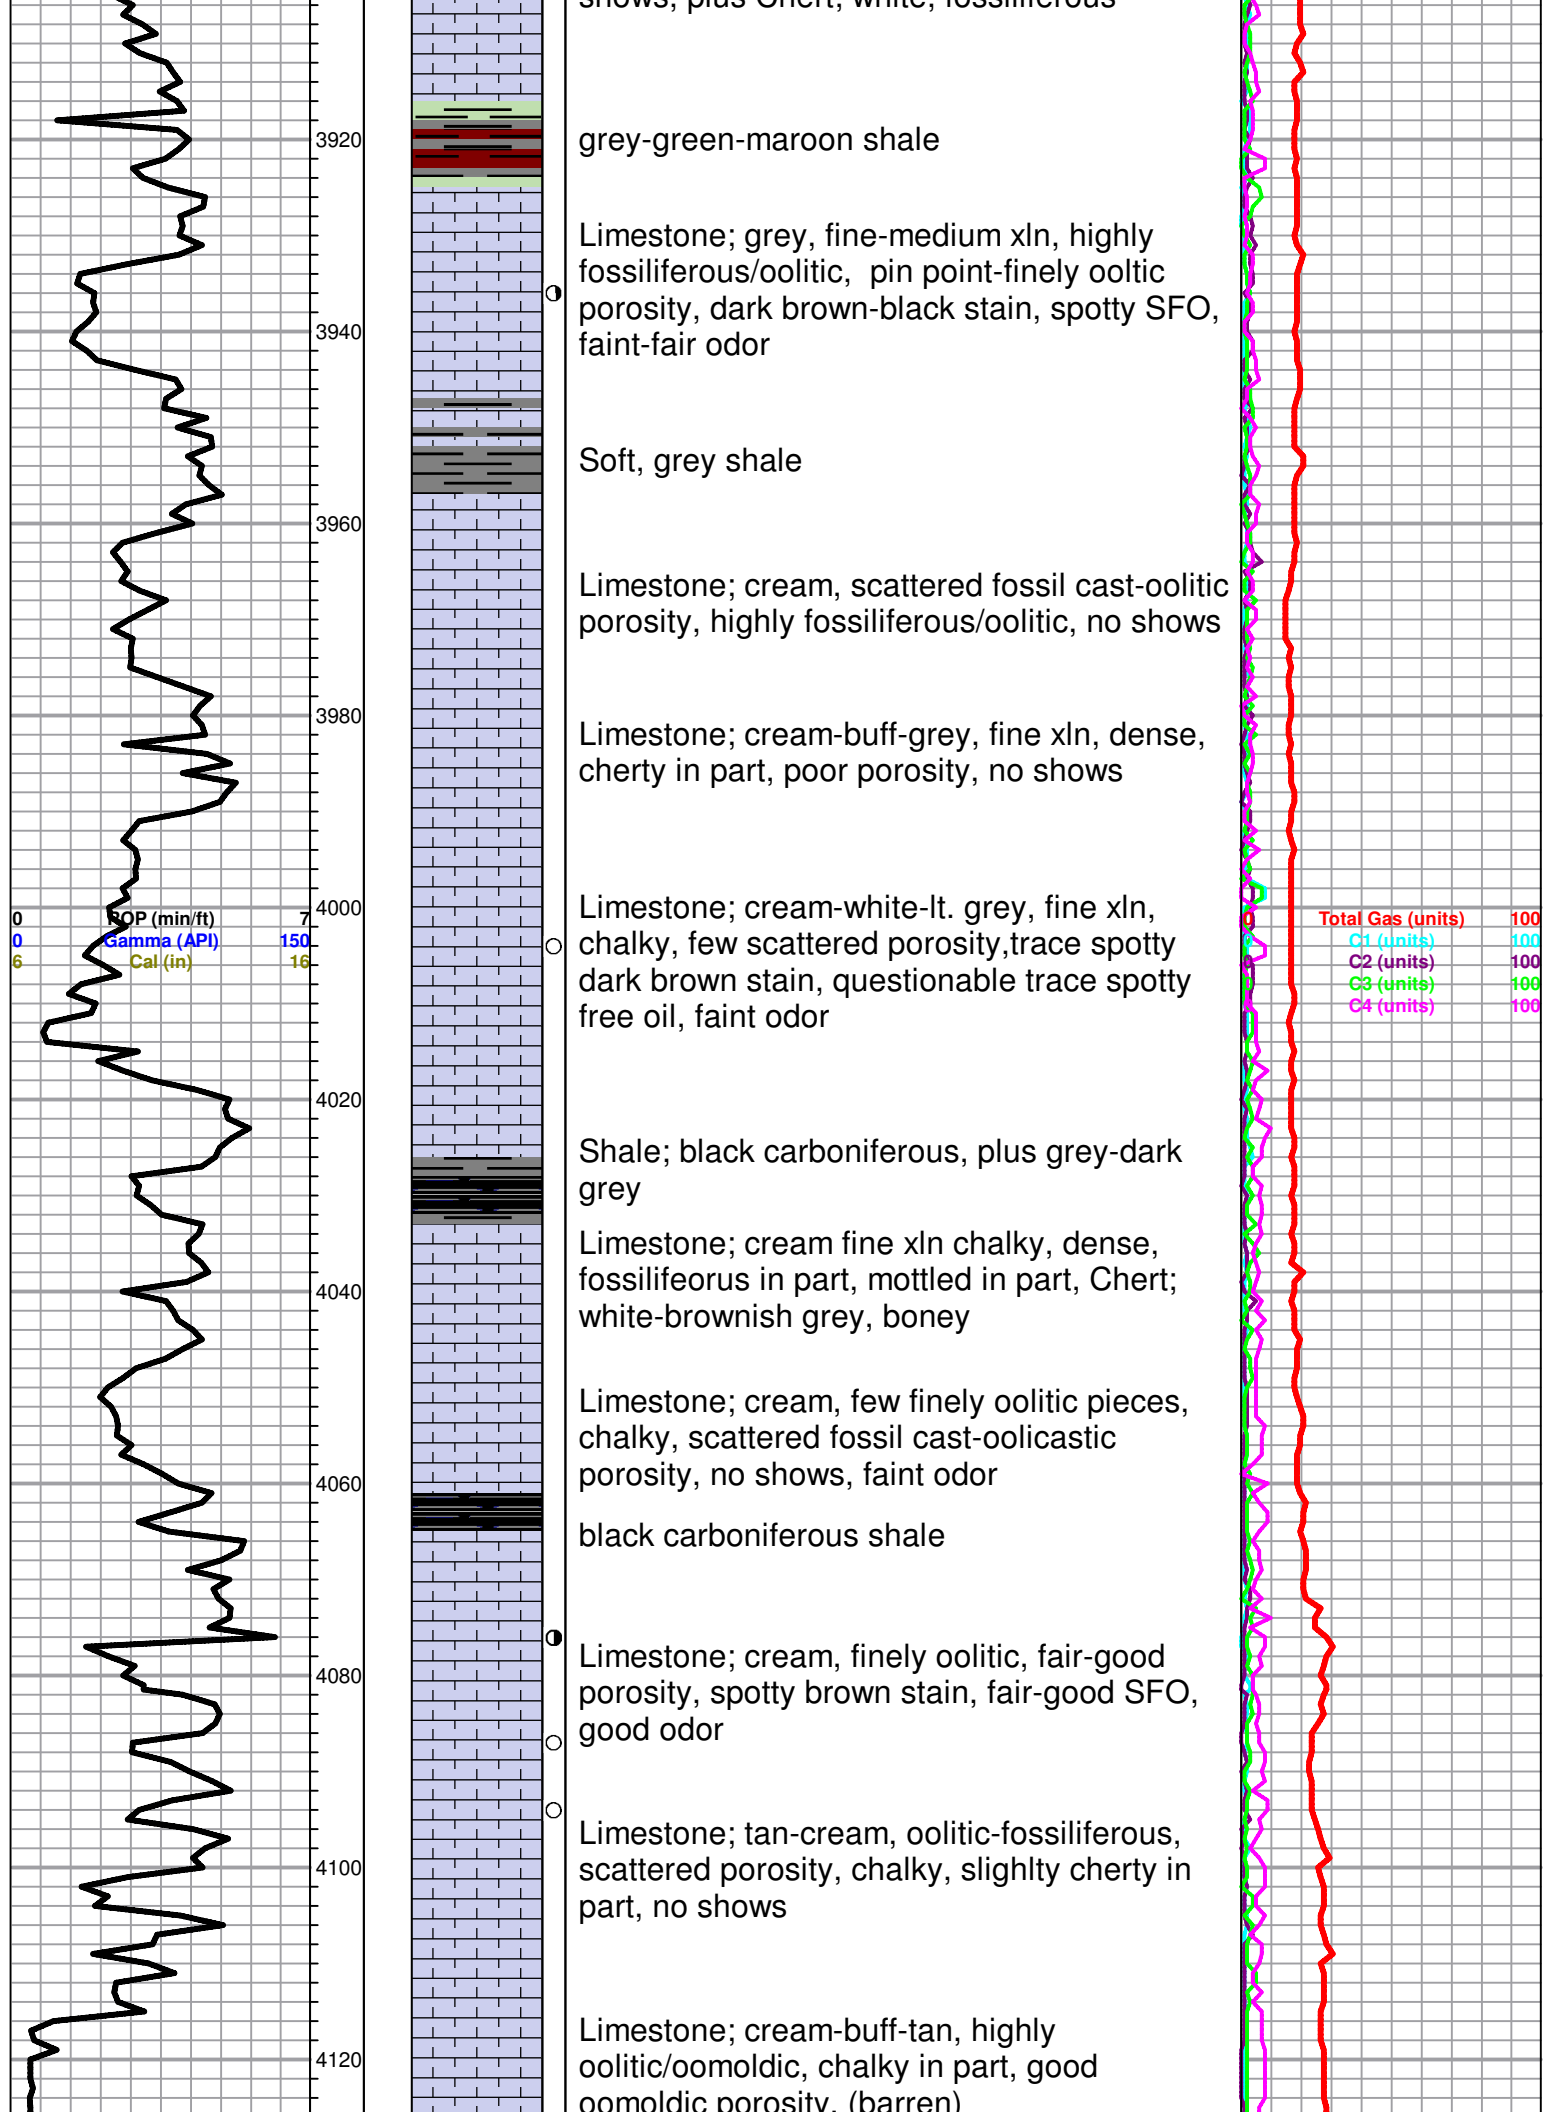 shows, plus Chert, white, fossiliferous
3920
grey-green-maroon shale
Limestone; grey, fine-medium xln, highly
fossiliferous/oolitic, pin point-finely ooltic
porosity, dark brown-black stain, spotty SFO,
faint-fair odor
3940
Soft, grey shale
3960
Limestone; cream, scattered fossil cast-oolitic
porosity, highly fossiliferous/oolitic, no shows
3980
Limestone; cream-buff-grey, fine xln, dense,
cherty in part, poor porosity, no shows
4000
Limestone; cream-white-lt. grey, fine xln,
chalky, few scattered porosity,trace spotty
dark brown stain, questionable trace spotty
free oil, faint odor
0 ROP (min/ft) 7
0 Gamma (API) 150
6 Cal (in) 16
0 Total Gas (units) 100
0 C1 (units) 100
0 C2 (units) 100
C3 (units) 100
C4 (units) 100
4020
Shale; black carboniferous, plus grey-dark
grey
Limestone; cream fine xln chalky, dense,
fossilifeorus in part, mottled in part, Chert;
white-brownish grey, boney
4040
Limestone; cream, few finely oolitic pieces,
chalky, scattered fossil cast-oolicastic
porosity, no shows, faint odor
4060
black carboniferous shale
Limestone; cream, finely oolitic, fair-good
porosity, spotty brown stain, fair-good SFO,
good odor
4080
Limestone; tan-cream, oolitic-fossiliferous,
scattered porosity, chalky, slighlty cherty in
part, no shows
4100
Limestone; cream-buff-tan, highly
oolitic/oomoldic, chalky in part, good
oomoldic porosity, (barren)
4120